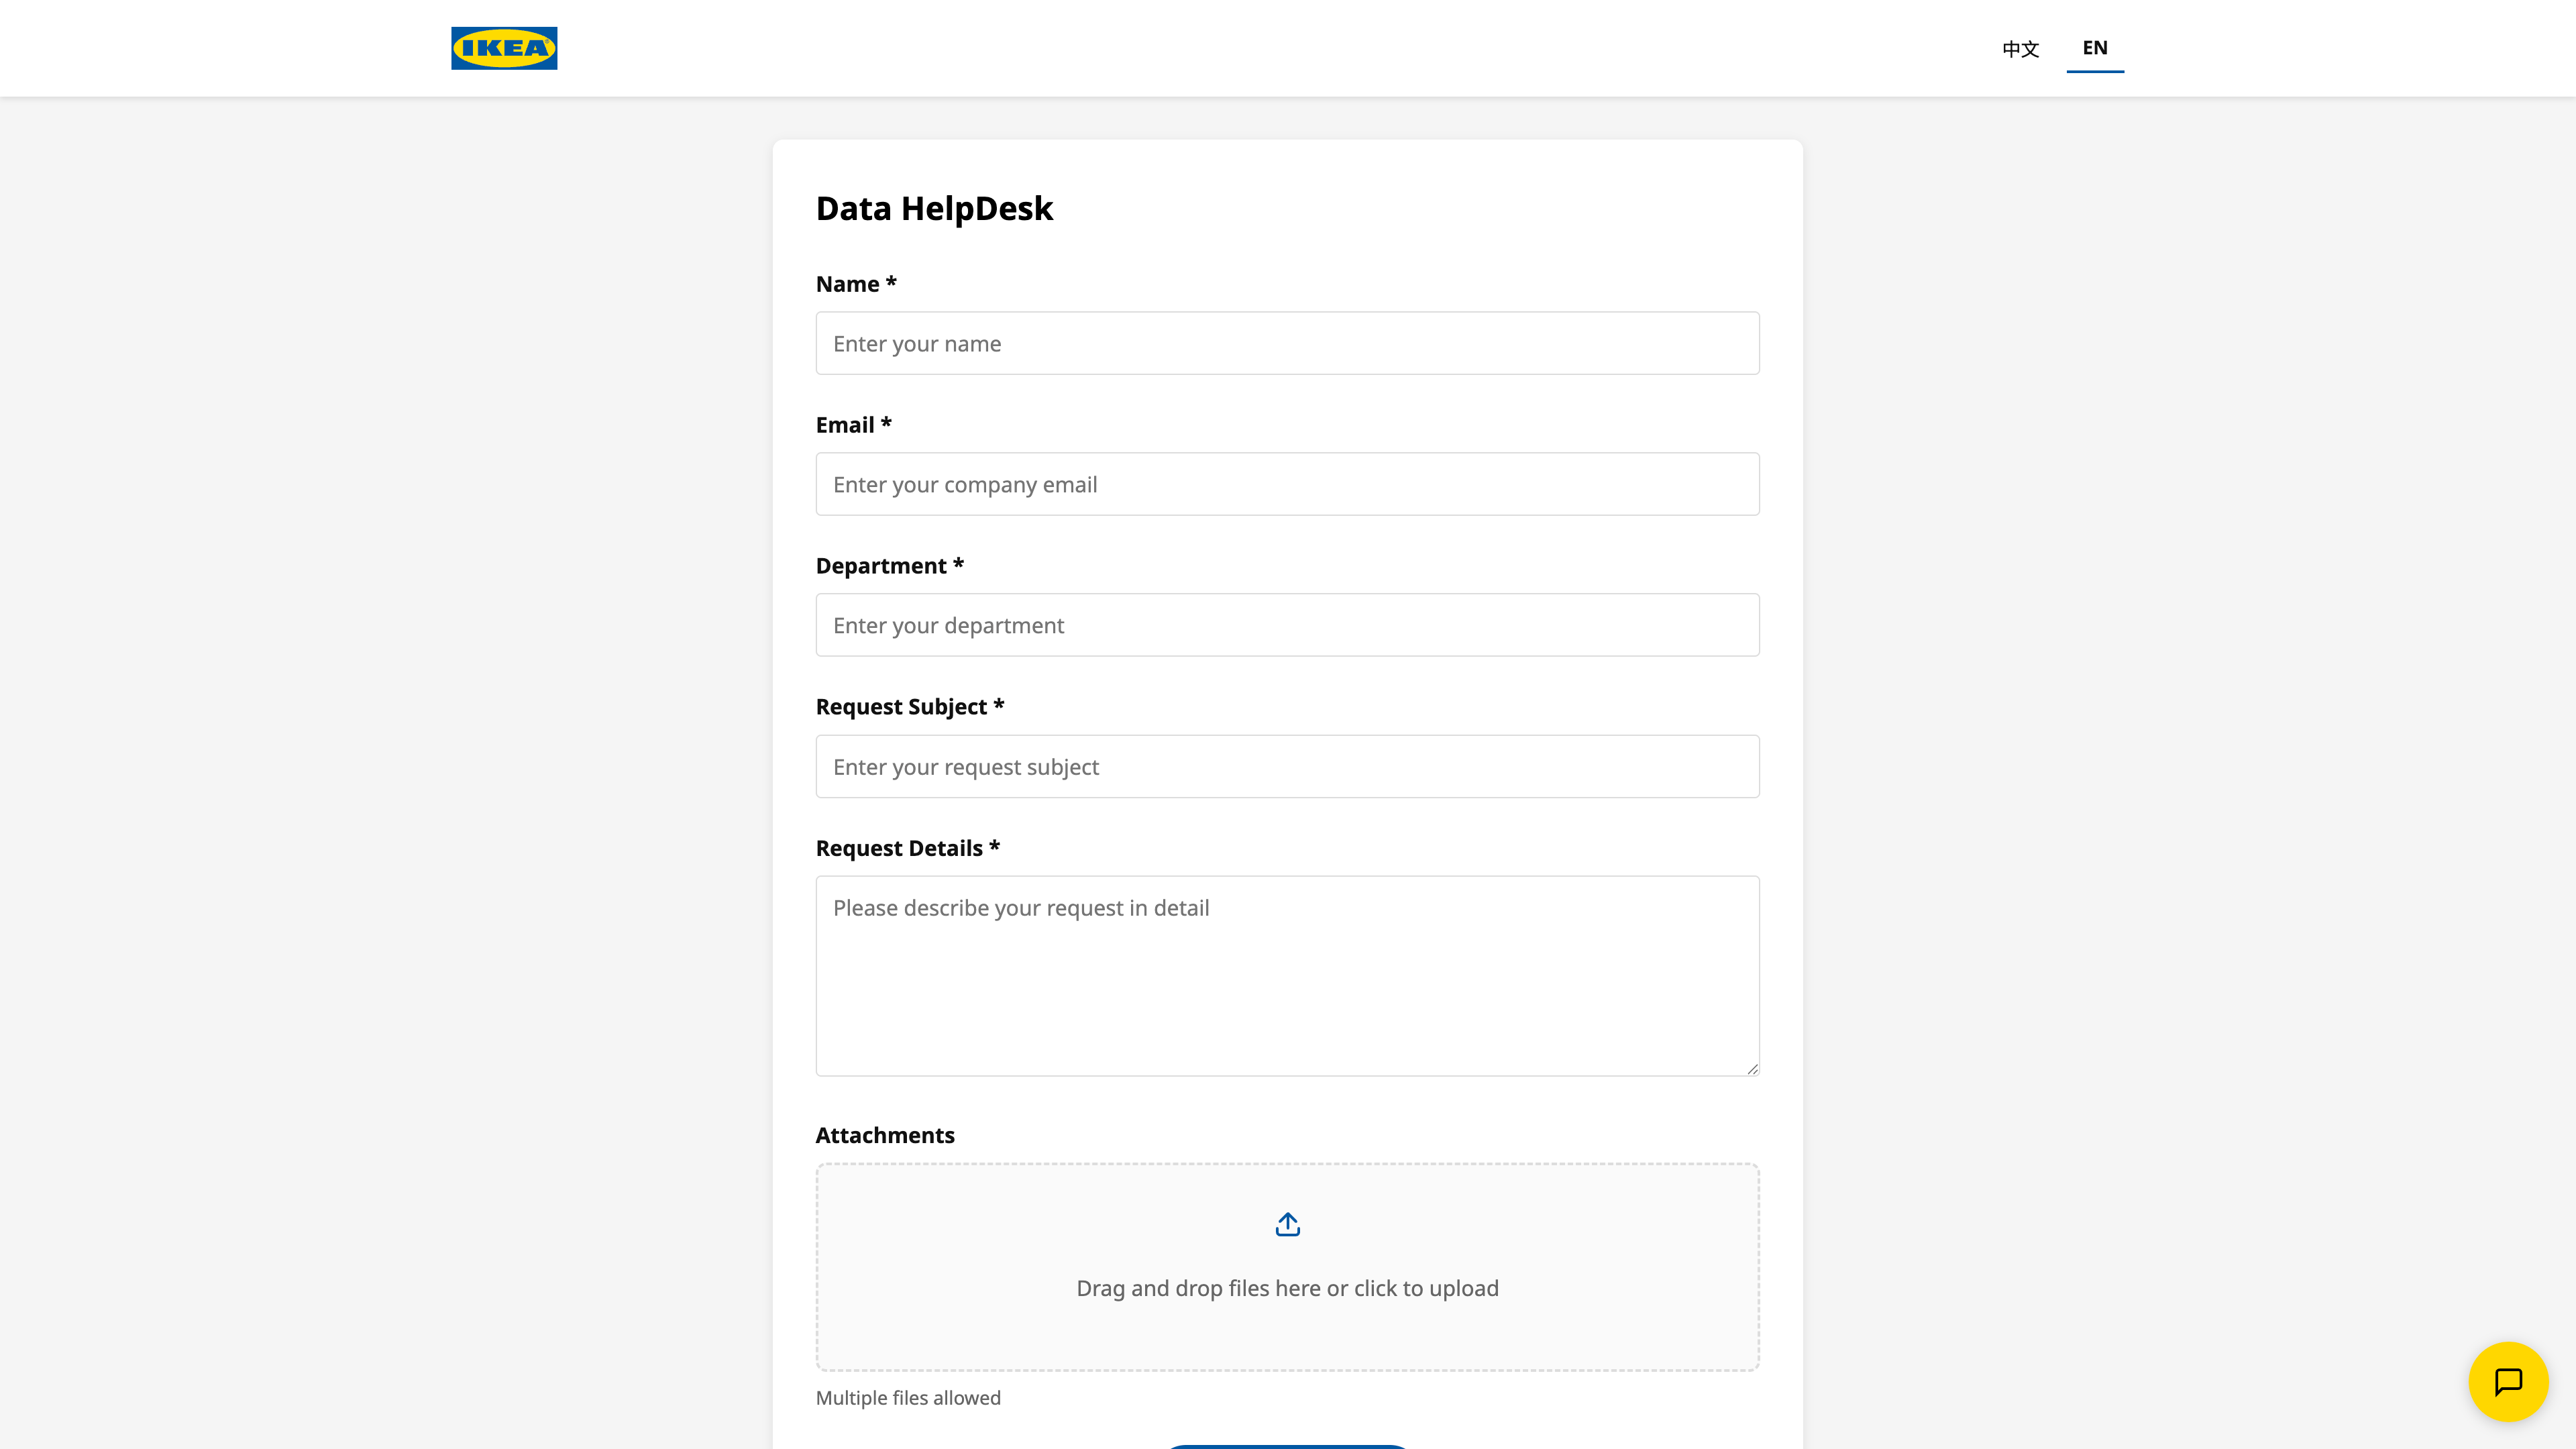 IKEA
中文 EN
Data HelpDesk
Name *
Enter your name
Email *
Enter your company email
Department *
Enter your department
Request Subject *
Enter your request subject
Request Details *
Please describe your request in detail
Attachments
Drag and drop files here or click to upload
Multiple files allowed